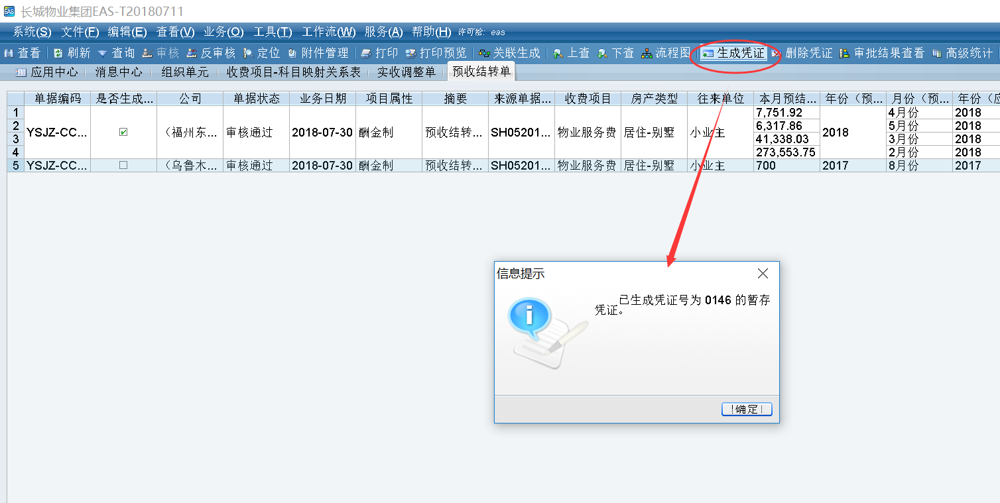 长城物业集团EAS-T20180711
系统(S) 文件(F) 编辑(E) 查看(V) 业务(O) 工具(T) 工作流(W) 服务(A) 帮助(H) 许可给: eas
查看 刷新 查询 审核 反审核 定位 附件管理 打印 打印预览 关联生成 上查 下查 流程图 生成凭证 删除凭证 审批结果查看 高级统计
应用中心 消息中心 组织单元 收费项目-科目映射关系表 实收调整单 预收结转单
单据编码 是否生成... 公司 单据状态 业务日期 项目属性 摘要 来源单据... 收费项目 房产类型 往来单位 本月预结... 年份（预... 月份（预... 年份（应
1 7,751.92 4月份 2018
2 6,317.86 5月份 2018
YSJZ-CC... （福州东... 审核通过 2018-07-30 酬金制 预收结转... SH05201... 物业服务费 居住-别墅 小业主 2018
3 41,338.03 3月份 2018
4 273,553.75 2月份 2018
5 YSJZ-CC... （乌鲁木... 审核通过 2018-07-30 酬金制 预收结转... SH05201... 物业服务费 居住-别墅 小业主 700 2017 8月份 2017
信息提示
已生成凭证号为 0146 的暂存
凭证。
确定